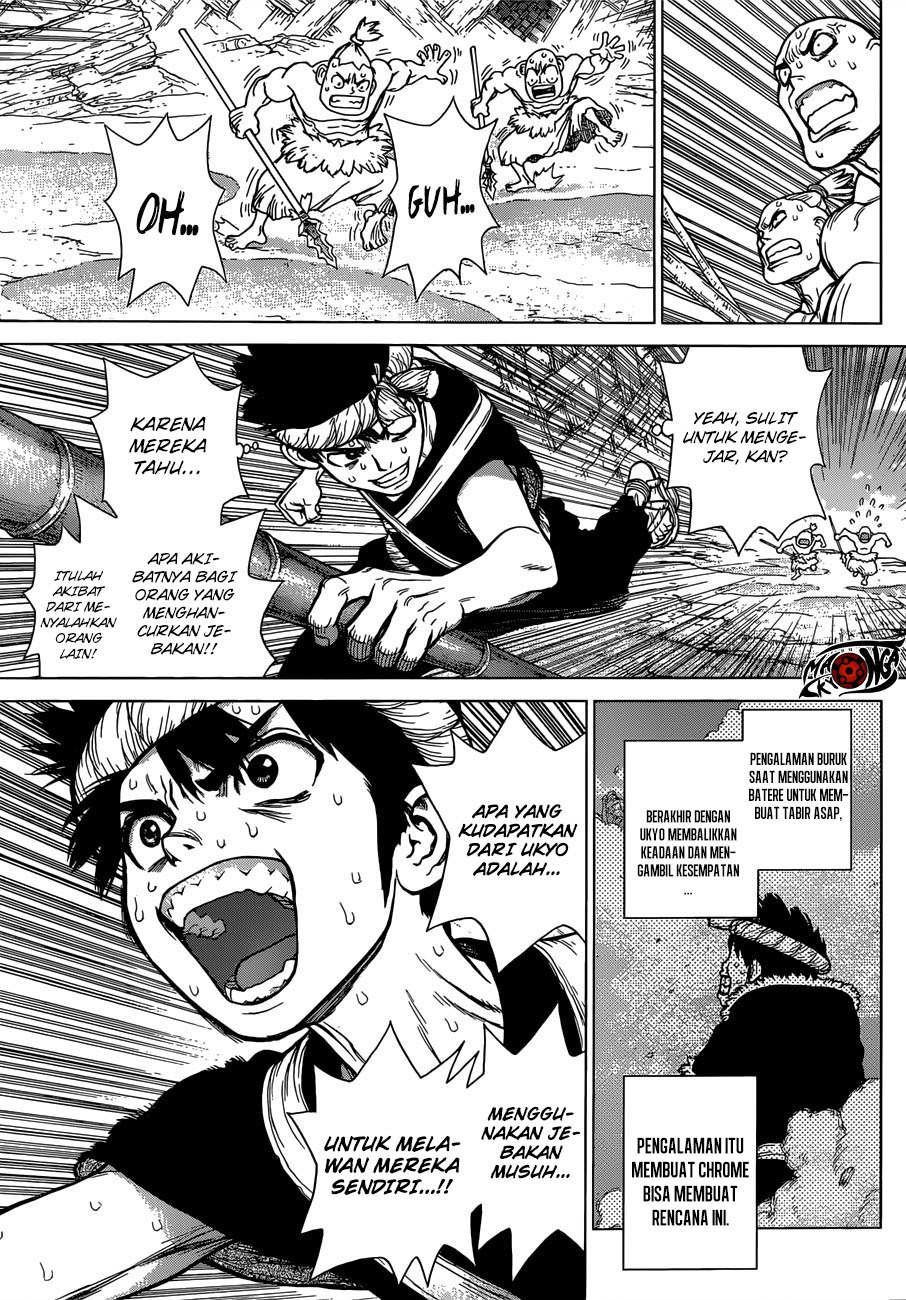 GUH...
OH...
YEAH, SULIT
UNTUK MENGE-
JAR, KAN?
KARENA
MEREKA
TAHU...
APA AKI-
BATNYA BAGI
ORANG YANG
MENGHAN-
CURKAN JE-
BAKAN!!
ITULAH
AKIBAT
DARI ME-
NYALAHKAN
ORANG
LAIN!
MANGA
KYO
PENGALAMAN BURUK
SAAT MENGGUNAKAN
BATERE UNTUK MEM-
BUAT TABIR ASAP,
BERAKHIR DENGAN
UKYO MEMBALIKKAN
KEADAAN DAN MEN-
GAMBIL KESEMPATAN
...
PENGALAMAN ITU
MEMBUAT CHROME
BISA MEMBUAT
RENCANA INI.
APA YANG
KUDAPATKAN
DARI UKYO
ADALAH...
MENGGU-
NAKAN JE-
BAKAN
MUSUH...
UNTUK MELA-
WAN MEREKA
SENDIRI...!!